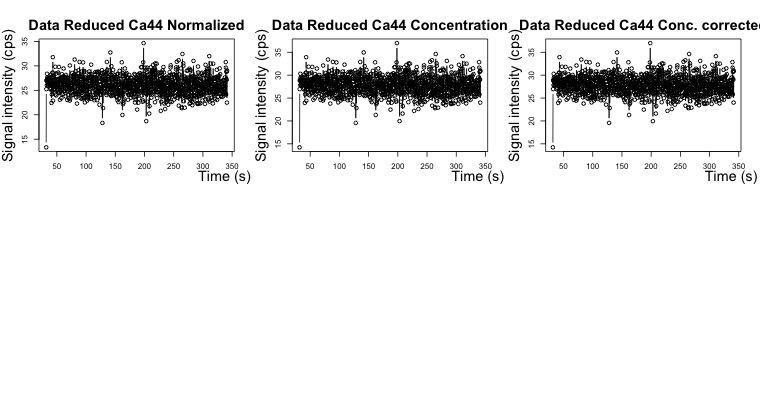 Data Reduced Ca44 Normalized
Signal intensity (cps)
35
30
25
20
15
50 100 150 200 250 300 350
Time (s)
Data Reduced Ca44 Concentration
Signal intensity (cps)
35
30
25
20
15
50 100 150 200 250 300 350
Time (s)
Data Reduced Ca44 Conc. corrected
Signal intensity (cps)
35
30
25
20
15
50 100 150 200 250 300 350
Time (s)